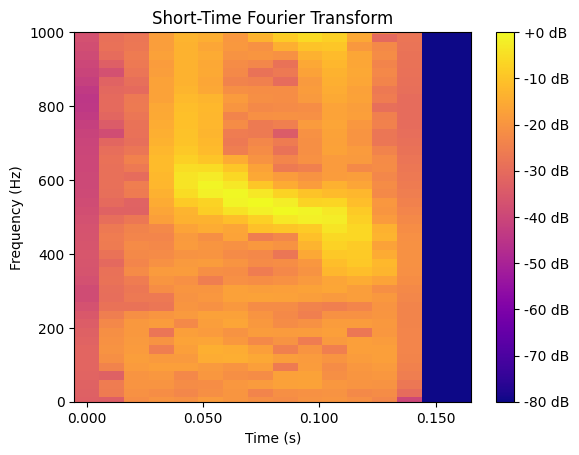 Short-Time Fourier Transform
Frequency (Hz)
1000
800
600
400
200
0
0.000
0.050
0.100
0.150
Time (s)
+0 dB
-10 dB
-20 dB
-30 dB
-40 dB
-50 dB
-60 dB
-70 dB
-80 dB